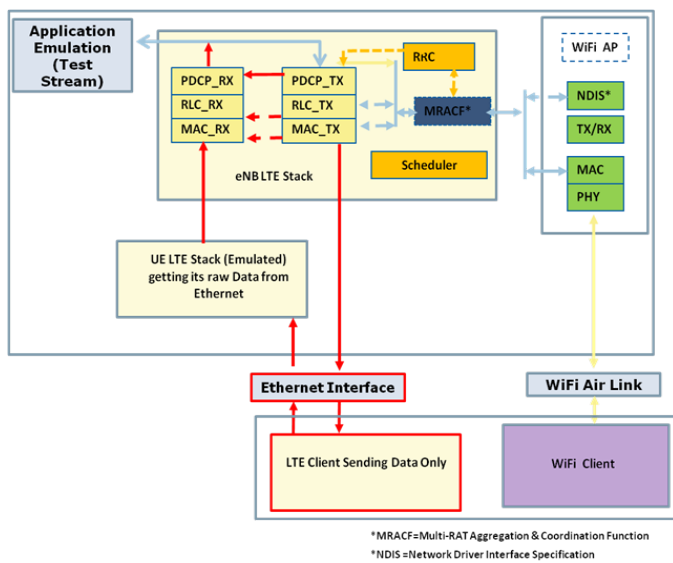 Application
Emulation
(Test
Stream)
PDCP_RX
RLC_RX
MAC_RX
PDCP_TX
RLC_TX
MAC_TX
RRC
MRACF*
Scheduler
eNB LTE Stack
WiFi AP
NDIS*
TX/RX
MAC
PHY
UE LTE Stack (Emulated)
getting its raw Data from
Ethernet
Ethernet Interface
WiFi Air Link
LTE Client Sending Data Only
WiFi Client
*MRACF=Multi-RAT Aggregation & Coordination Function
*NDIS =Network Driver Interface Specification